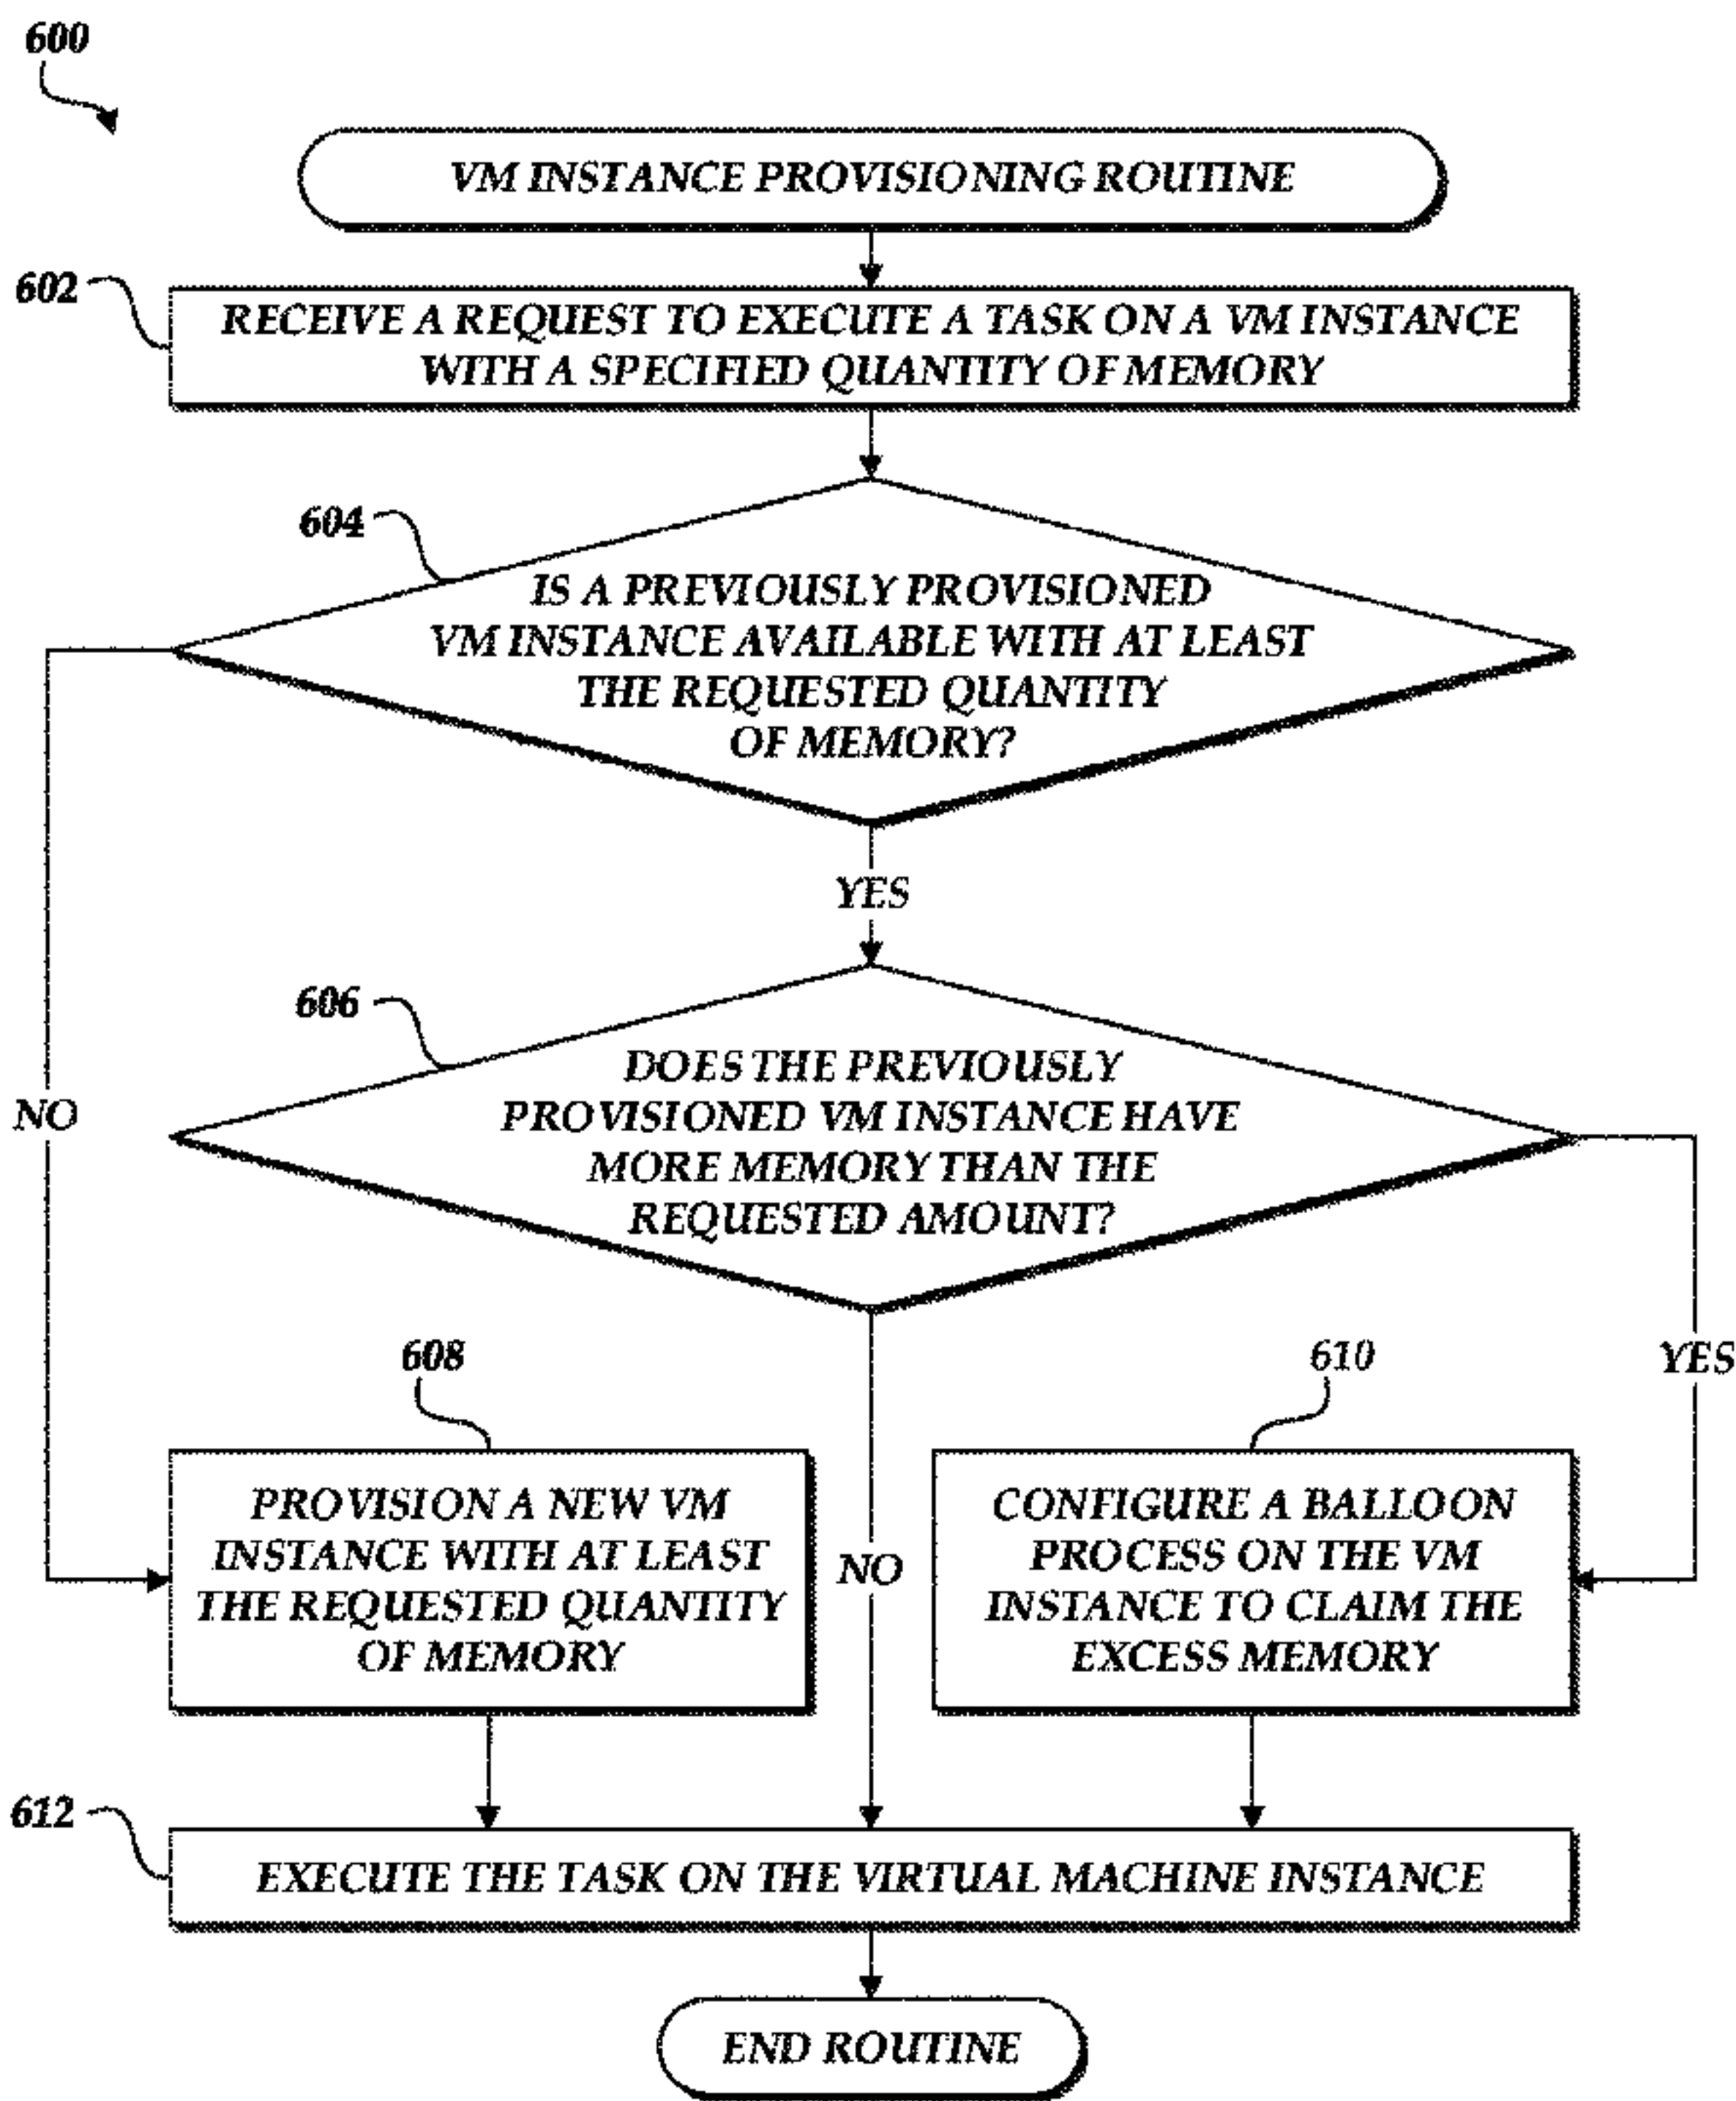 600
VM INSTANCE PROVISIONING ROUTINE
602
RECEIVE A REQUEST TO EXECUTE A TASK ON A VM INSTANCE
WITH A SPECIFIED QUANTITY OF MEMORY
604
IS A PREVIOUSLY PROVISIONED
VM INSTANCE AVAILABLE WITH AT LEAST
THE REQUESTED QUANTITY
OF MEMORY?
YES
606
DOES THE PREVIOUSLY
PROVISIONED VM INSTANCE HAVE
MORE MEMORY THAN THE
REQUESTED AMOUNT?
NO
608
610
YES
PROVISION A NEW VM
INSTANCE WITH AT LEAST
THE REQUESTED QUANTITY
OF MEMORY
NO
CONFIGURE A BALLOON
PROCESS ON THE VM
INSTANCE TO CLAIM THE
EXCESS MEMORY
612
EXECUTE THE TASK ON THE VIRTUAL MACHINE INSTANCE
END ROUTINE